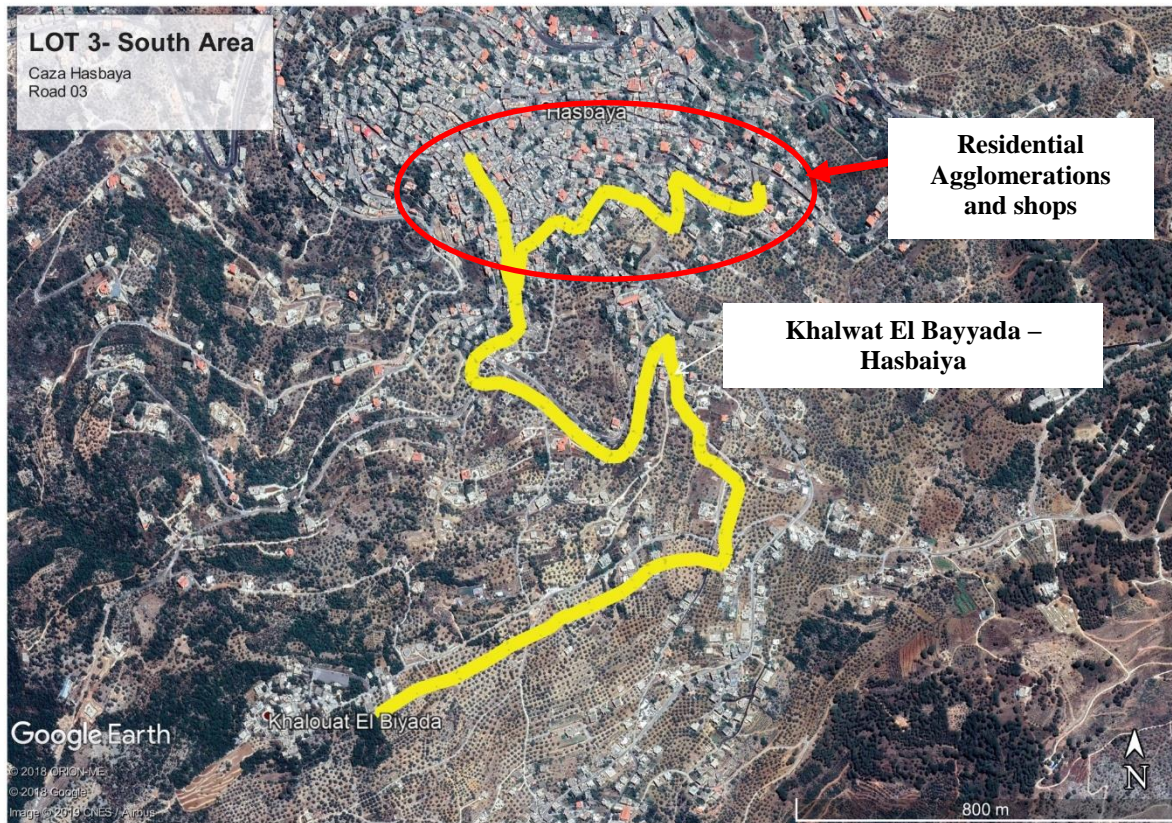 LOT 3- South Area
Caza Hasbaya
Road 03
Hasbaya
Residential
Agglomerations
and shops
Khalwat El Bayyada –
Hasbaiya
Khalouat El Biyada
Google Earth
© 2018 ORION-ME
© 2018 Google
Image © 2019 CNES / Airbus
N
800 m